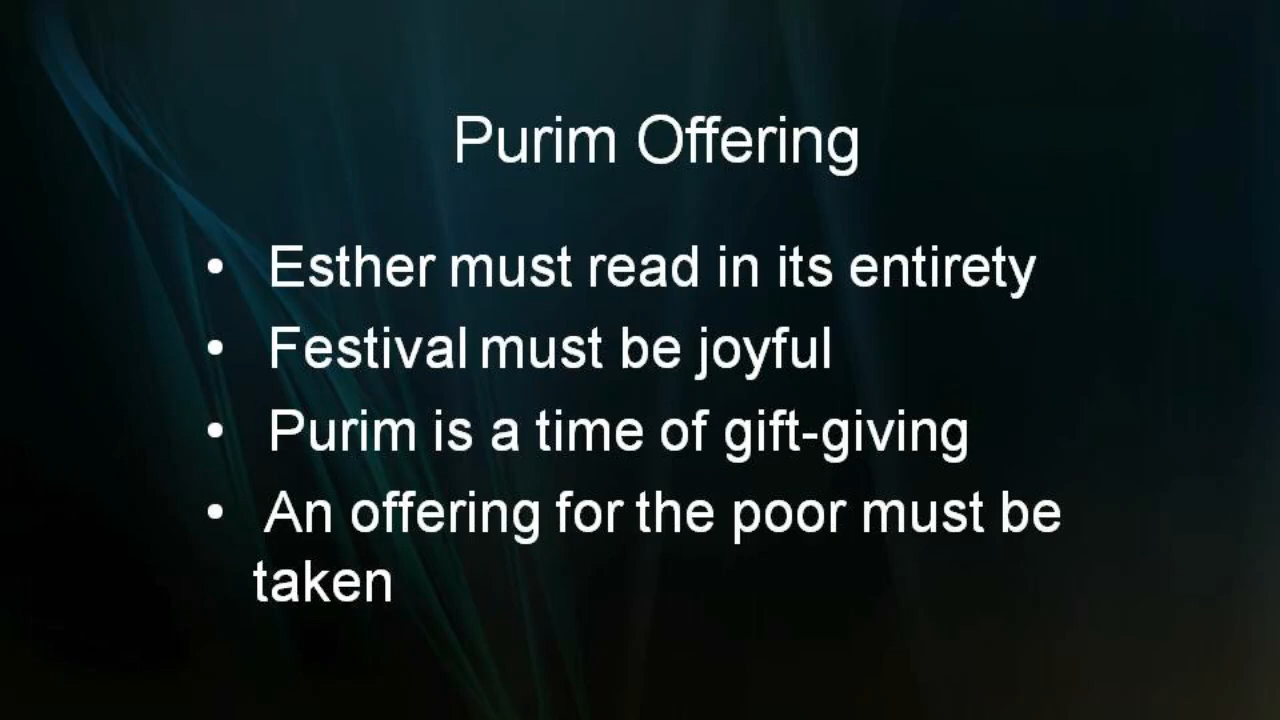 Purim Offering
• Esther must read in its entirety
• Festival must be joyful
• Purim is a time of gift-giving
• An offering for the poor must be
taken